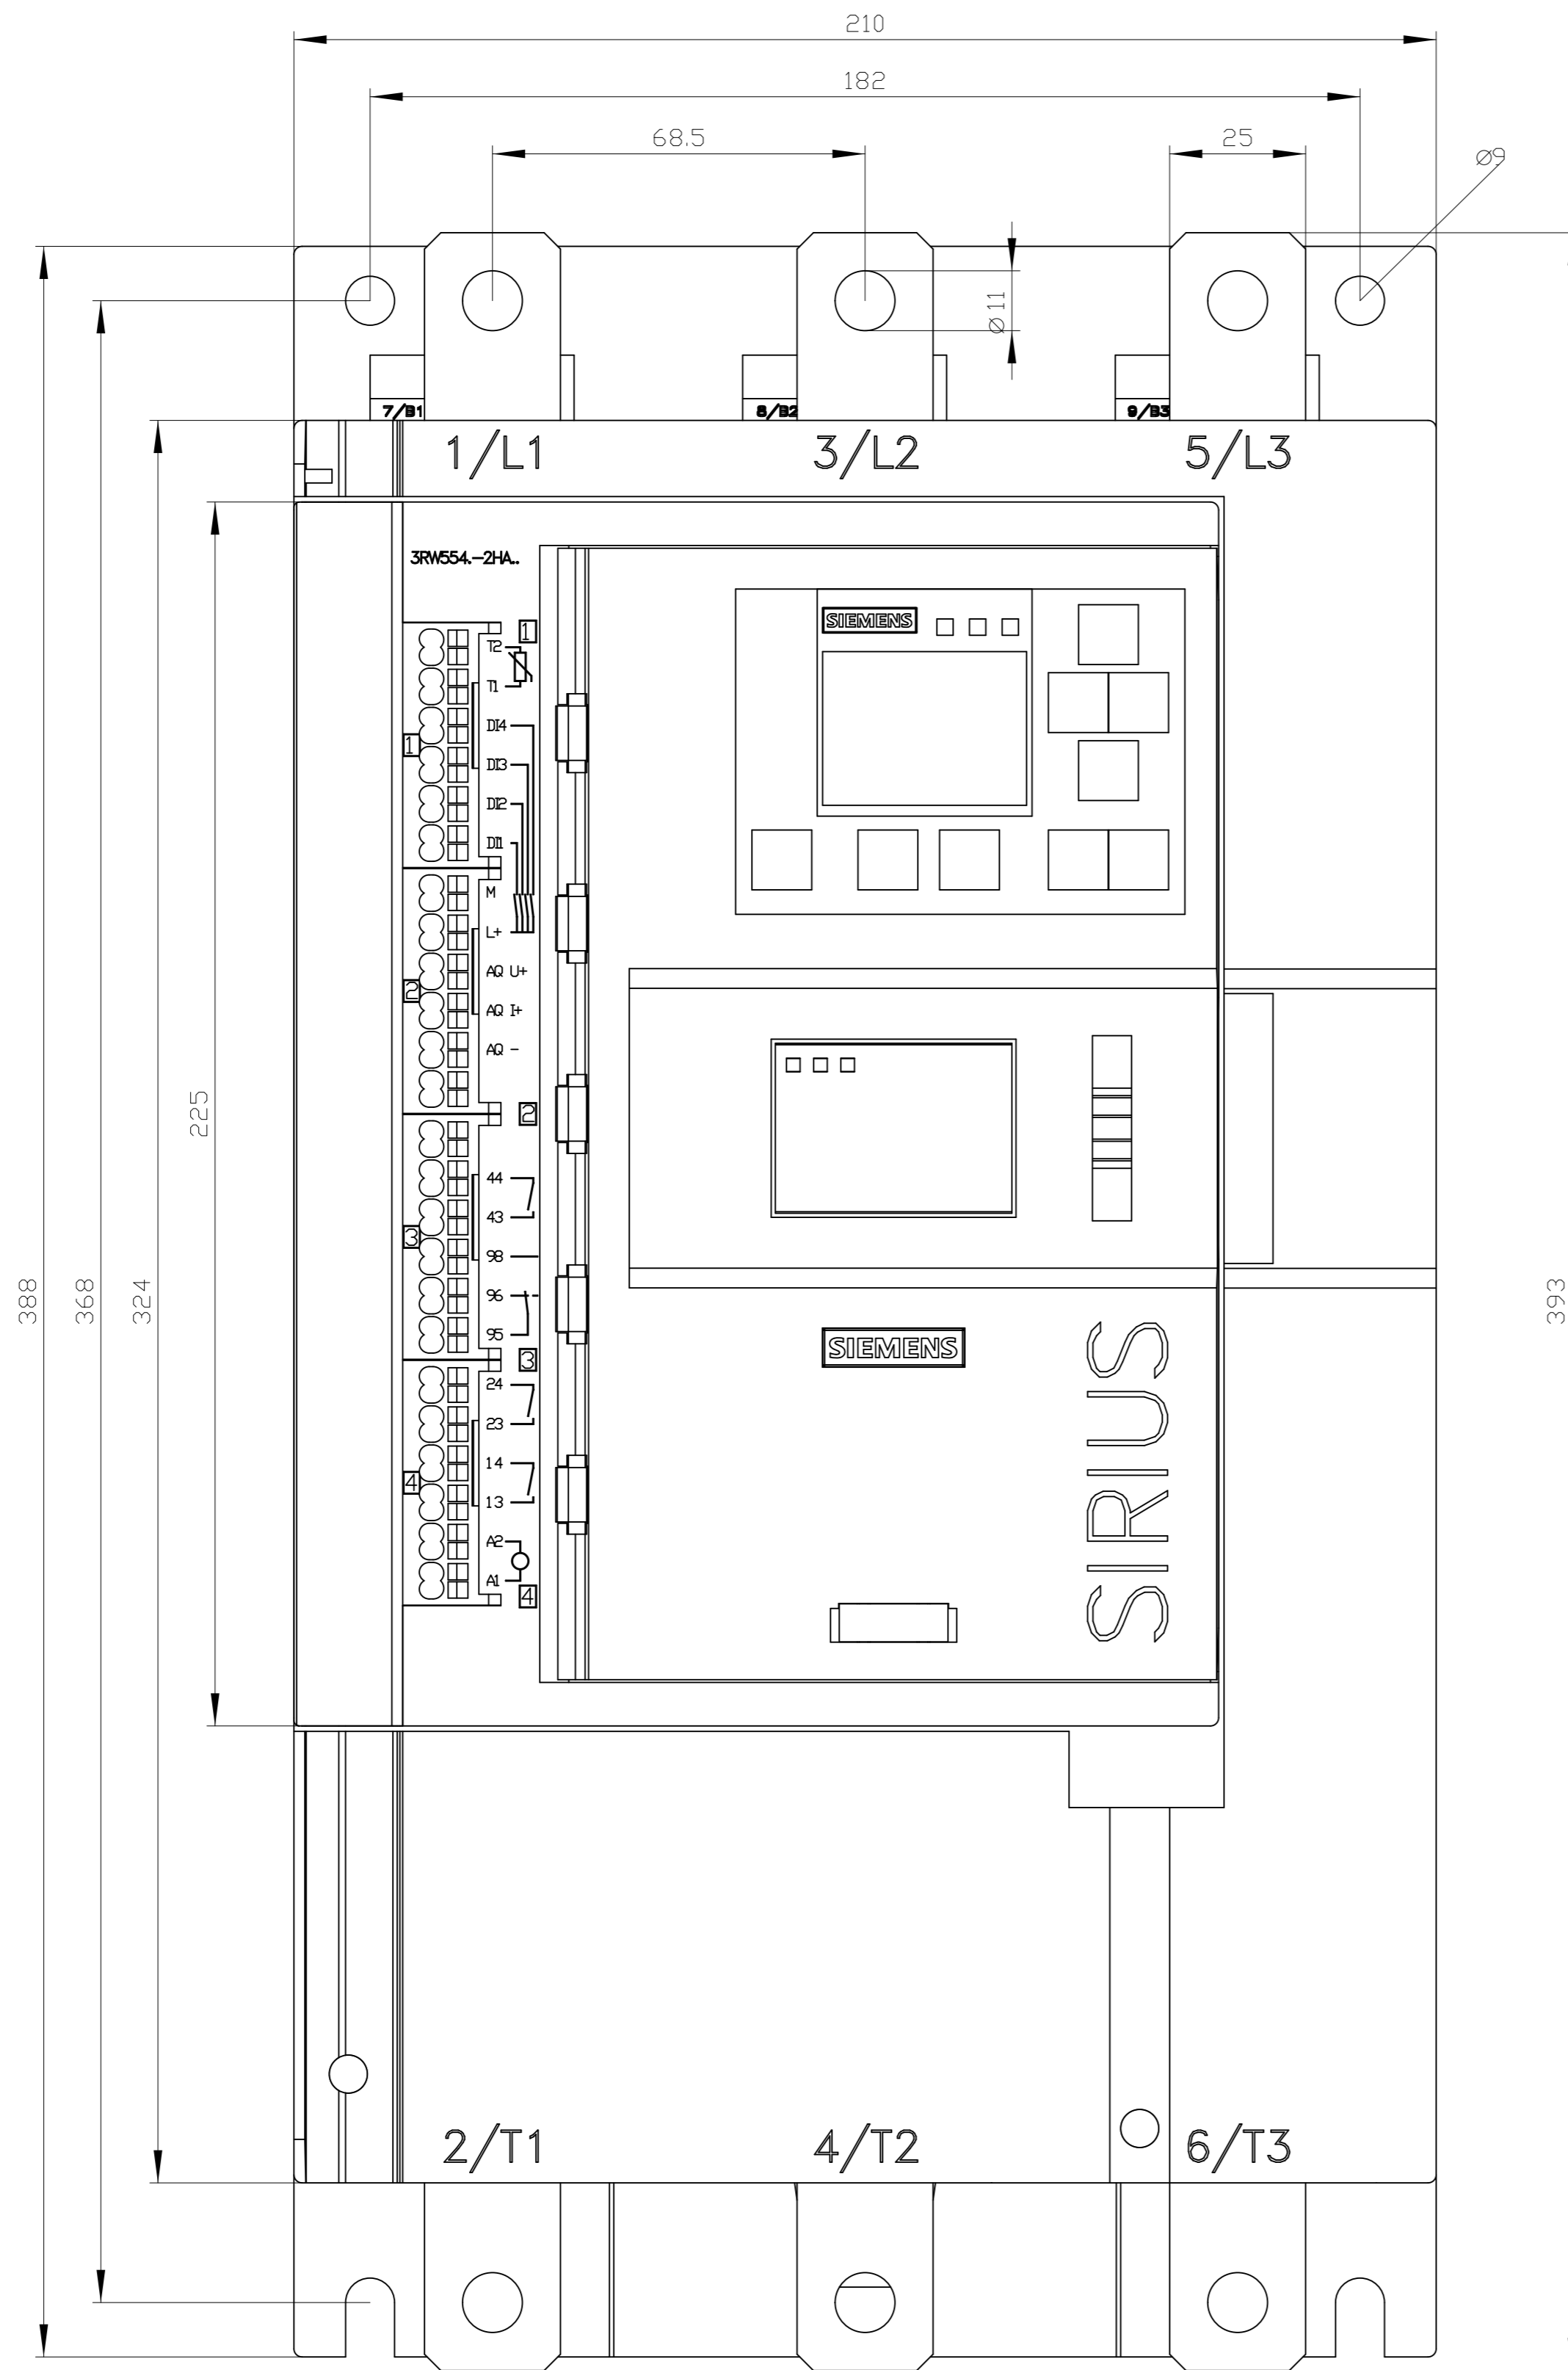 210
182
68.5
25
⌀9
⌀11
7/B1
8/B2
9/B3
1/L1
3/L2
5/L3
3RW554.-2HA..
SIEMENS
1
T2
T1
DI4
1
DI3
DI2
DI1
M
L+
AQ U+
2
AQ I+
AQ -
2
225
44
3
43
98
96
95
3
388
368
324
393
SIEMENS
SIRIUS
24
23
14
4
13
A2
A1
4
2/T1
4/T2
6/T3